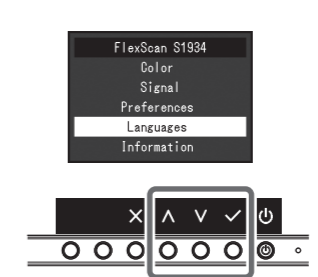 FlexScan S1934
Color
Signal
Preferences
Languages
Information